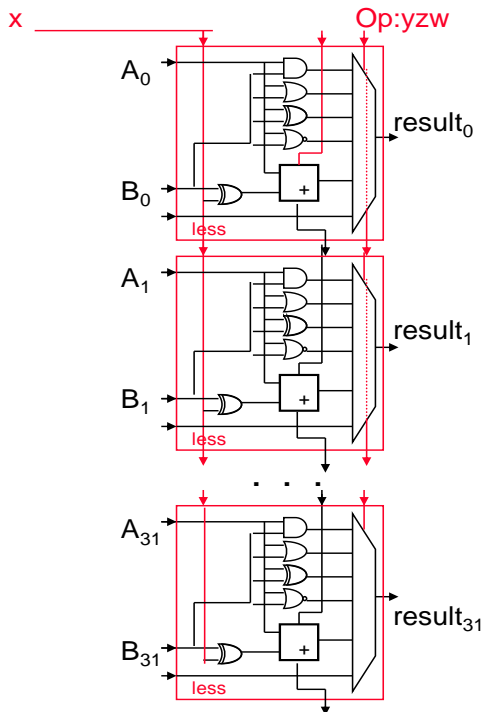 x Op:yzw
A0
result0
B0
+
less
A1
result1
B1
+
less
. . .
A31
result31
B31
+
less